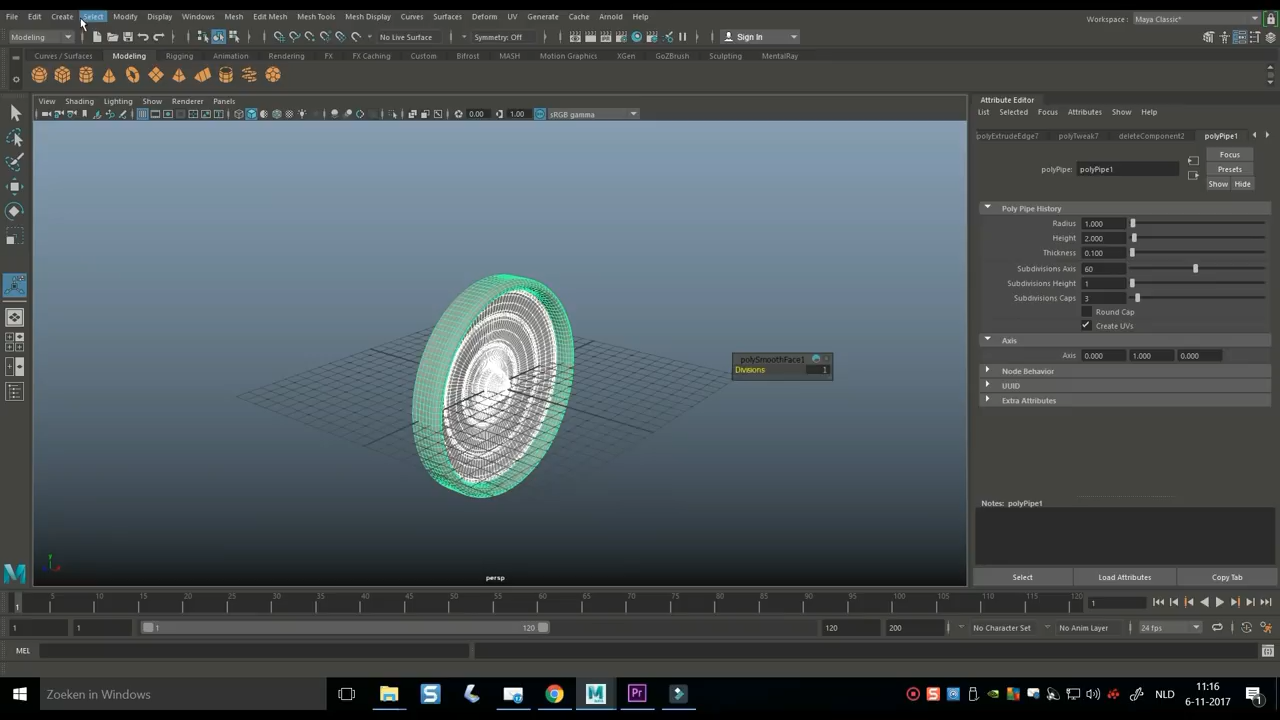 File Edit Create Select Modify Display Windows Mesh Edit Mesh Mesh Tools Mesh Display Curves Surfaces Deform UV Generate Cache Arnold Help
Workspace : Maya Classic*
Modeling No Live Surface Symmetry: Off Sign In
Curves / Surfaces Modeling Rigging Animation Rendering FX FX Caching Custom Bifrost MASH Motion Graphics XGen GoZBrush Sculpting MentalRay
View Shading Lighting Show Renderer Panels
0.00 1.00 sRGB gamma
persp
polySmoothFace1
Divisions 1
Attribute Editor
List Selected Focus Attributes Show Help
polyExtrudeEdge7 polyTweak7 deleteComponent2 polyPipe1
Focus
polyPipe: polyPipe1 Presets
Show Hide
Poly Pipe History
Radius 1.000
Height 2.000
Thickness 0.100
Subdivisions Axis 60
Subdivisions Height 1
Subdivisions Caps 3
Round Cap
Create UVs
Axis
Axis 0.000 1.000 0.000
Node Behavior
UUID
Extra Attributes
Notes: polyPipe1
Select Load Attributes Copy Tab
5 10 15 20 25 30 35 40 45 50 55 60 65 70 75 80 85 90 95 100 105 110 115 120
1 1
1 1 1 120 120 200 No Character Set No Anim Layer 24 fps
MEL
Zoeken in Windows
Pr
NLD
11:16
6-11-2017
1